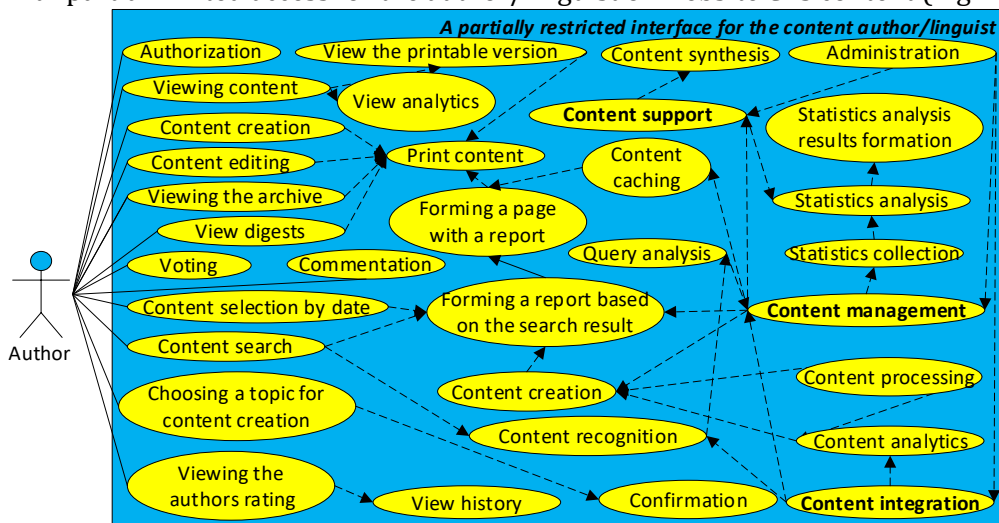 A partially restricted interface for the content author/linguist
Authorization
View the printable version
Content synthesis
Administration
Viewing content
View analytics
Content support
Statistics analysis
results formation
Content creation
Content editing
Print content
Content
caching
Viewing the archive
Statistics analysis
View digests
Forming a page
with a report
Voting
Commentation
Query analysis
Statistics collection
Content selection by date
Forming a report based
on the search result
Content management
Author
Content search
Choosing a topic for
content creation
Content creation
Content processing
Content recognition
Content analytics
Viewing the
authors rating
View history
Confirmation
Content integration